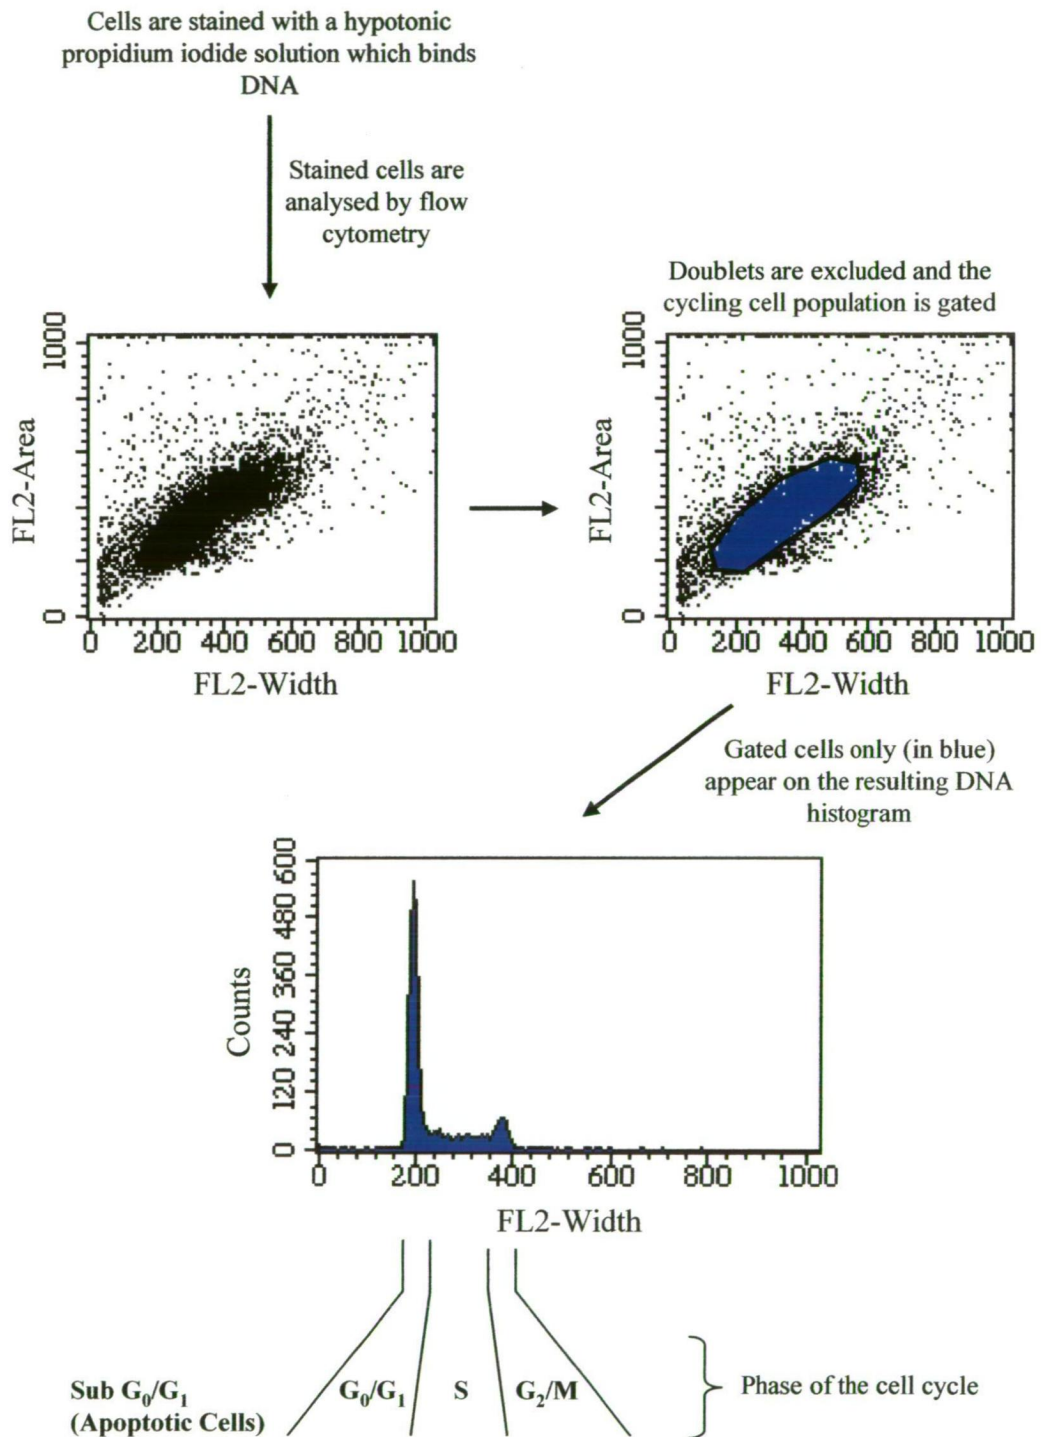 Cells are stained with a hypotonic
propidium iodide solution which binds
DNA
Stained cells are
analysed by flow
cytometry
Doublets are excluded and the
cycling cell population is gated
1000
FL2-Area
0
0 200 400 600 800 1000
FL2-Width
1000
FL2-Area
0
0 200 400 600 800 1000
FL2-Width
Gated cells only (in blue)
appear on the resulting DNA
histogram
Counts
0 120 240 360 480 600
0 200 400 600 800 1000
FL2-Width
Sub G₀/G₁
(Apoptotic Cells)
G₀/G₁
S
G₂/M
Phase of the cell cycle